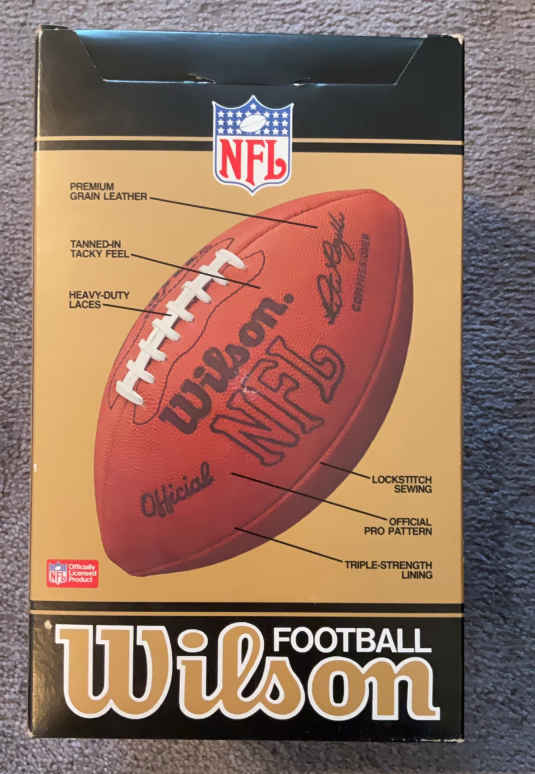 NFL
PREMIUM
GRAIN LEATHER
TANNED-IN
TACKY FEEL
HEAVY-DUTY
LACES
COMMISSIONER
Wilson.
NFL
Official
LOCKSTITCH
SEWING
OFFICIAL
PRO PATTERN
TRIPLE-STRENGTH
LINING
NFL
Officially
Licensed
Product
FOOTBALL
Wilson